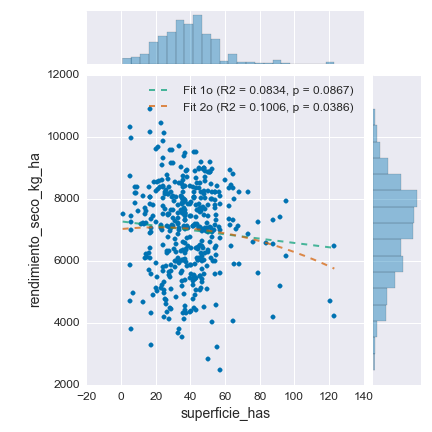 12000
10000
8000
6000
4000
2000
rendimiento_seco_kg_ha
Fit 1o (R2 = 0.0834, p = 0.0867)
Fit 2o (R2 = 0.1006, p = 0.0386)
−20 0 20 40 60 80 100 120 140
superficie_has